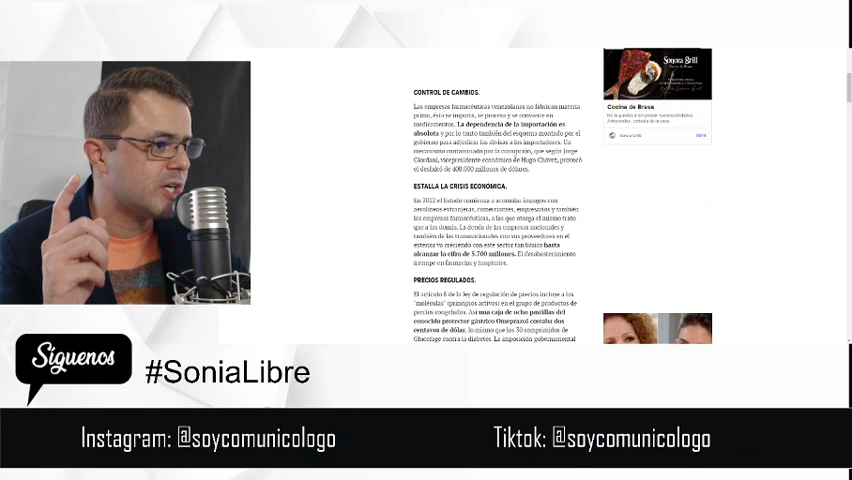 CONTROL DE CAMBIOS.
Las empresas farmacéuticas venezolanas no fabrican materia
prima, ésta se importa, se procesa y se convierte en
medicamentos. La dependencia de la importación es
absoluta y por lo tanto también del esquema montado por el
gobierno para adjudicar las divisas a los importadores. Un
mecanismo contaminado por la corrupción, que según Jorge
Giordani, vicepresidente económico de Hugo Chávez, provocó
el desfalco de 400.000 millones de dólares.
ESTALLA LA CRISIS ECONÓMICA.
En 2012 el Estado comienza a acumular impagos con
aerolíneas extranjeras, comerciantes, empresarios y también
las empresas farmacéuticas, a las que otorga el mismo trato
que a las demás. La deuda de las empresas nacionales y
también de las transnacionales con sus proveedores en el
exterior va creciendo con este sector tan básico hasta
alcanzar la cifra de 5.700 millones. El desabastecimiento
irrumpe en farmacias y hospitales.
PRECIOS REGULADOS.
El artículo 8 de la ley de regulación de precios incluye a las
"moléculas" (principios activos) en el grupo de productos de
precios congelados. Así una caja de ocho pastillas del
conocido protector gástrico Omeprazol costaba dos
centavos de dólar, lo mismo que los 30 comprimidos de
Glucofage contra la diabetes. La imposición gubernamental
Sonora Grill
Cocina de Brasa
Síguenos
#SoniaLibre
Instagram: @soycomunicologo
Tiktok: @soycomunicologo